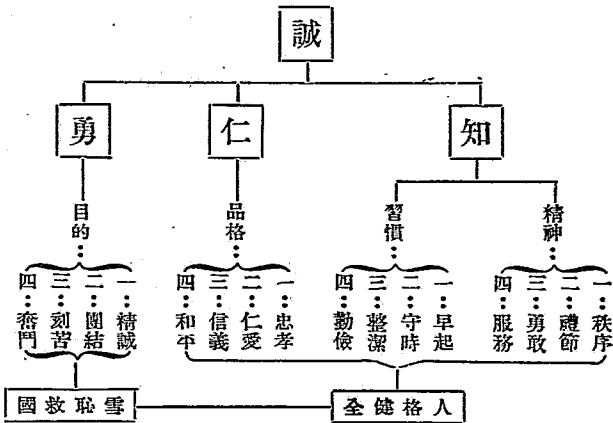 誠
知
仁
勇
精神…
一…秩序
二…禮節
三…勇敢
四…服務
習慣…
一…早起
二…守時
三…整潔
四…勤儉
品格…
一…忠孝
二…仁愛
三…信義
四…和平
目的…
一…精誠
二…團結
三…刻苦
四…奮鬥
人格健全
雪恥救國